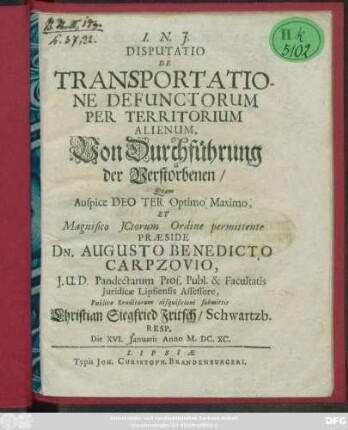 I. N. J.
DISPUTATIO
DE
TRANSPORTATIO-
NE DEFUNCTORUM
PER TERRITORIUM
ALIENUM,
Von Durchführung
der Verstorbenen /
Quam
Auspice DEO TER Optimo Maximo,
ET
Magnifico JCtorum Ordine permittente
PRÆSIDE
DN. AUGUSTO BENEDICTO
CARPZOVIO,
J.U.D. Pandectarum Prof. Publ. & Facultatis
Juridicæ Lipsiensis Assessore,
Publicæ Eruditorum disquisitioni submittit
Christian Siegfried Fritsch / Schwartzb.
RESP.
Die XVI. Januarii Anno M. DC. XC.
LIPSIÆ
Typis JOH. CHRISTOPH. BRANDENBURGERI.
II k
5102
DFG